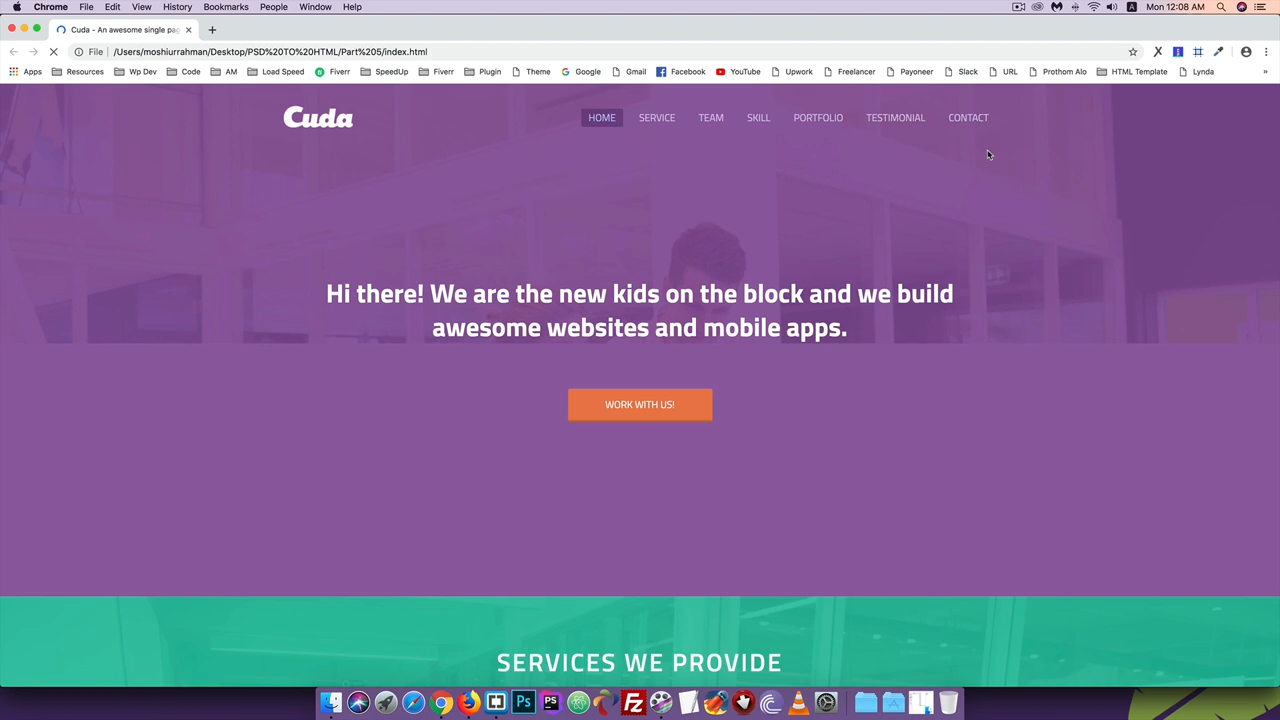 Chrome File Edit View History Bookmarks People Window Help
A Mon 12:08 AM
Cuda - An awesome single pag
File /Users/moshiurrahman/Desktop/PSD%20TO%20HTML/Part%205/index.html
Apps Resources Wp Dev Code AM Load Speed Fiverr SpeedUp Fiverr Plugin Theme Google Gmail Facebook YouTube Upwork Freelancer Payoneer Slack URL Prothom Alo HTML Template Lynda »
Cuda HOME SERVICE TEAM SKILL PORTFOLIO TESTIMONIAL CONTACT
Hi there! We are the new kids on the block and we build
awesome websites and mobile apps.
WORK WITH US!
SERVICES WE PROVIDE
Ps PS Fz